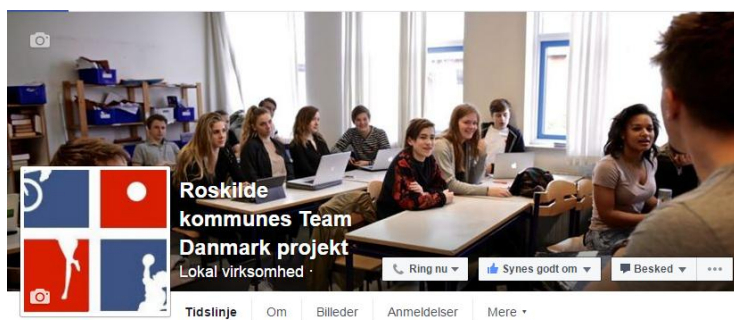 Roskilde
kommunes Team
Danmark projekt
Lokal virksomhed ·
Ring nu
Synes godt om
Besked
Tidslinje Om Billeder Anmeldelser Mere